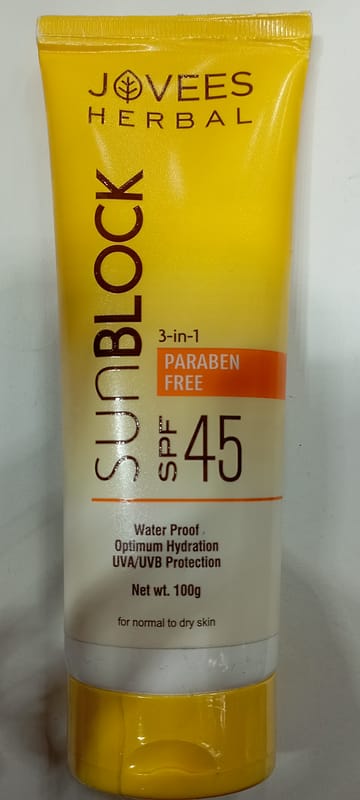 JOVEES
HERBAL
SUNBLOCK
3-in-1
PARABEN
FREE
SPF 45
Water Proof
Optimum Hydration
UVA/UVB Protection
Net wt. 100g
for normal to dry skin